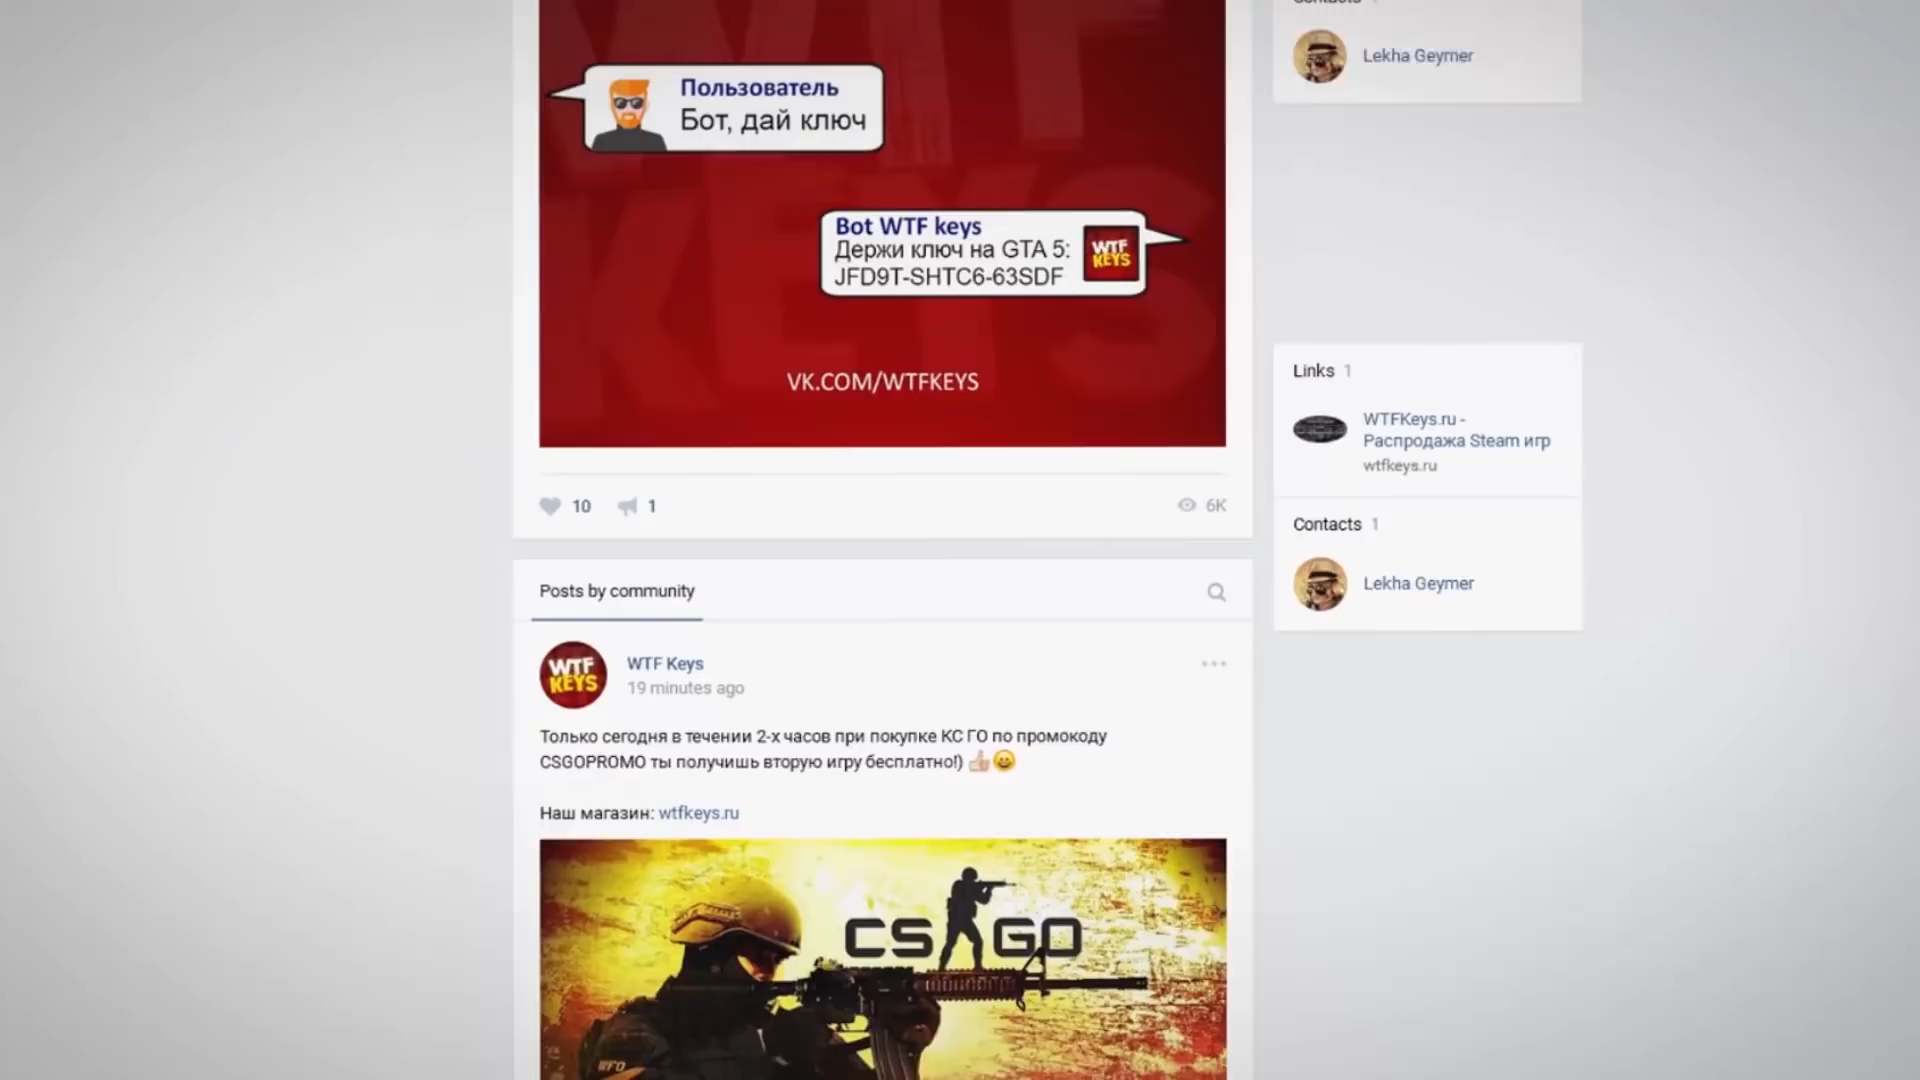 Contacts 1
Lekha Geymer
Пользователь
Бот, дай ключ
Bot WTF keys
Держи ключ на GTA 5:
JFD9T-SHTC6-63SDF
WTF
KEYS
VK.COM/WTFKEYS
10
1
6K
Links 1
WTFKeys.ru -
Распродажа Steam игр
wtfkeys.ru
Contacts 1
Lekha Geymer
Posts by community
WTF
KEYS
WTF Keys
19 minutes ago
Только сегодня в течении 2-х часов при покупке КС ГО по промокоду
CSGOPROMO ты получишь вторую игру бесплатно!)
Наш магазин: wtfkeys.ru
CS GO